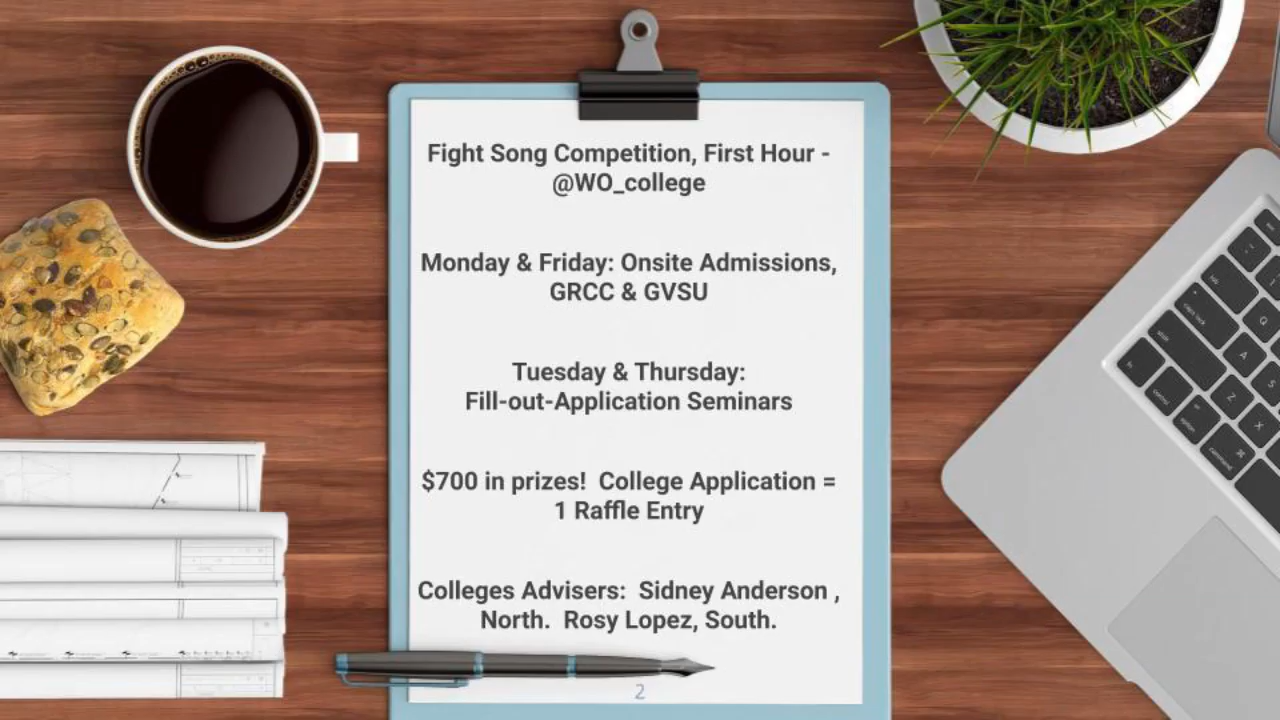 Fight Song Competition, First Hour -
@WO_college
Monday & Friday: Onsite Admissions,
GRCC & GVSU
Tuesday & Thursday:
Fill-out-Application Seminars
$700 in prizes!  College Application =
1 Raffle Entry
Colleges Advisers:  Sidney Anderson ,
North.  Rosy Lopez, South.
2